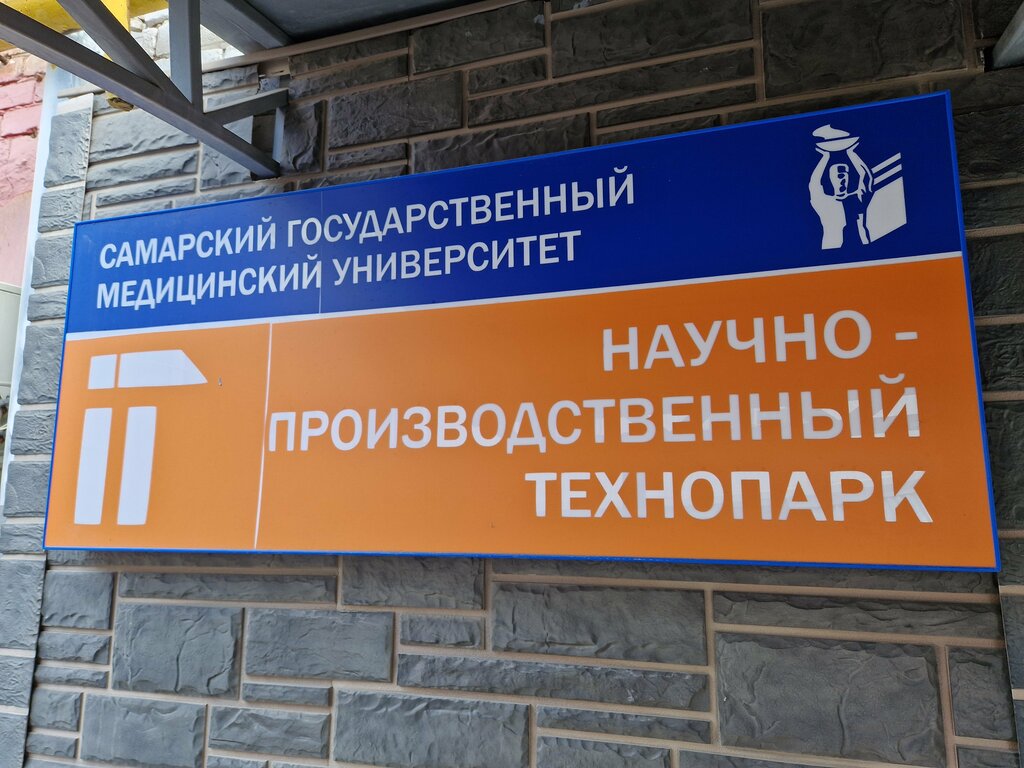 САМАРСКИЙ ГОСУДАРСТВЕННЫЙ
МЕДИЦИНСКИЙ УНИВЕРСИТЕТ
НАУЧНО -
ПРОИЗВОДСТВЕННЫЙ
ТЕХНОПАРК